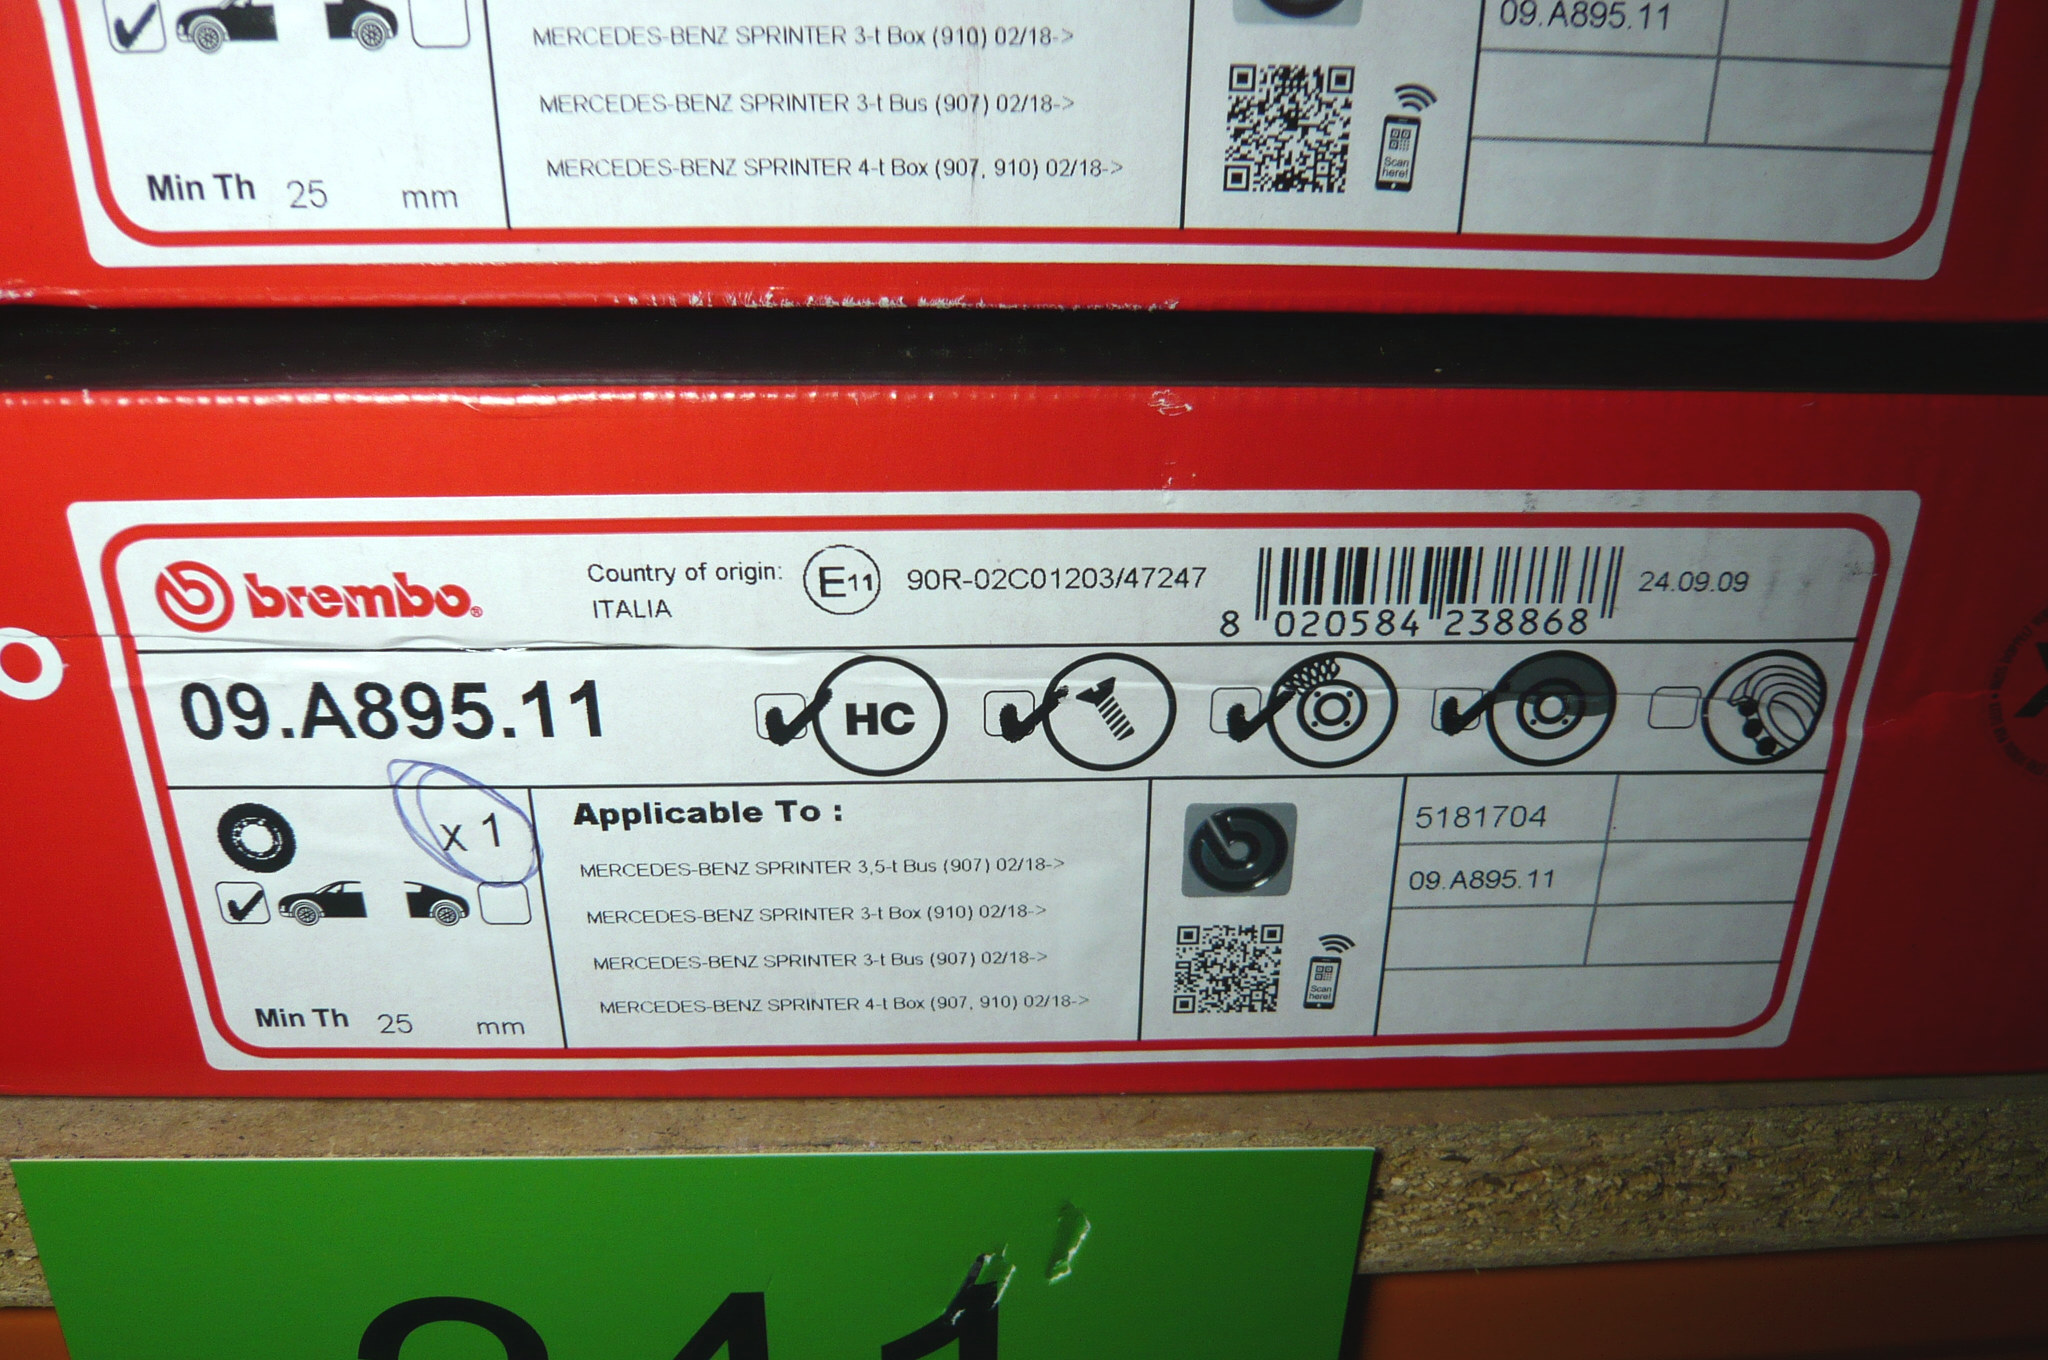 09.A895.11
MERCEDES-BENZ SPRINTER 3-t Box (910) 02/18->
MERCEDES-BENZ SPRINTER 3-t Bus (907) 02/18->
MERCEDES-BENZ SPRINTER 4-t Box (907, 910) 02/18->
Scan here!
Min Th 25 mm
brembo®
Country of origin:
ITALIA
E11 90R-02C01203/47247
8 020584 238868
24.09.09
09.A895.11
HC
x 1
Applicable To :
MERCEDES-BENZ SPRINTER 3,5-t Bus (907) 02/18->
MERCEDES-BENZ SPRINTER 3-t Box (910) 02/18->
MERCEDES-BENZ SPRINTER 3-t Bus (907) 02/18->
MERCEDES-BENZ SPRINTER 4-t Box (907, 910) 02/18->
Min Th 25 mm
Scan here!
5181704
09.A895.11